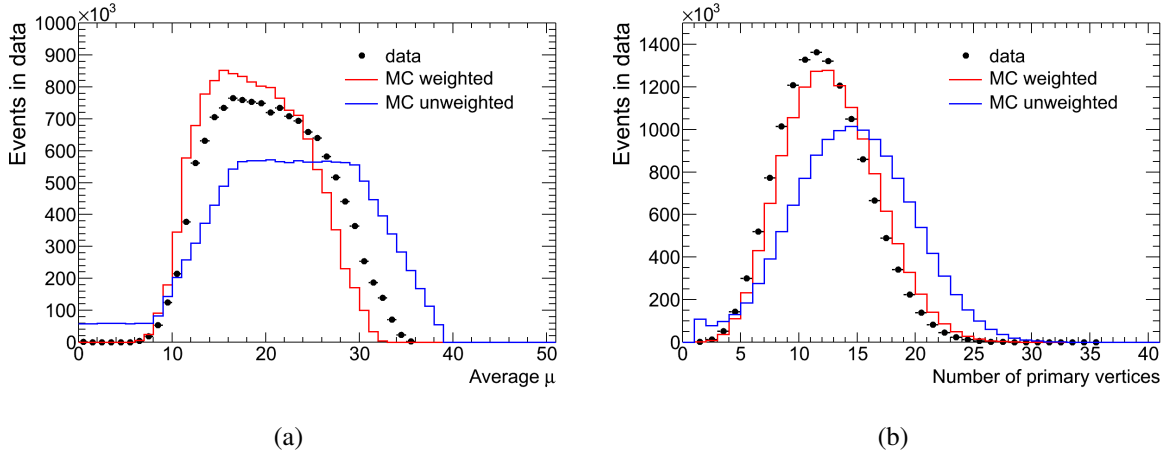 ×10³
Events in data
1000
900
800
700
600
500
400
300
200
100
0
0 10 20 30 40 50
Average μ
data
MC weighted
MC unweighted
(a)
×10³
Events in data
1400
1200
1000
800
600
400
200
0
0 5 10 15 20 25 30 35 40
Number of primary vertices
data
MC weighted
MC unweighted
(b)